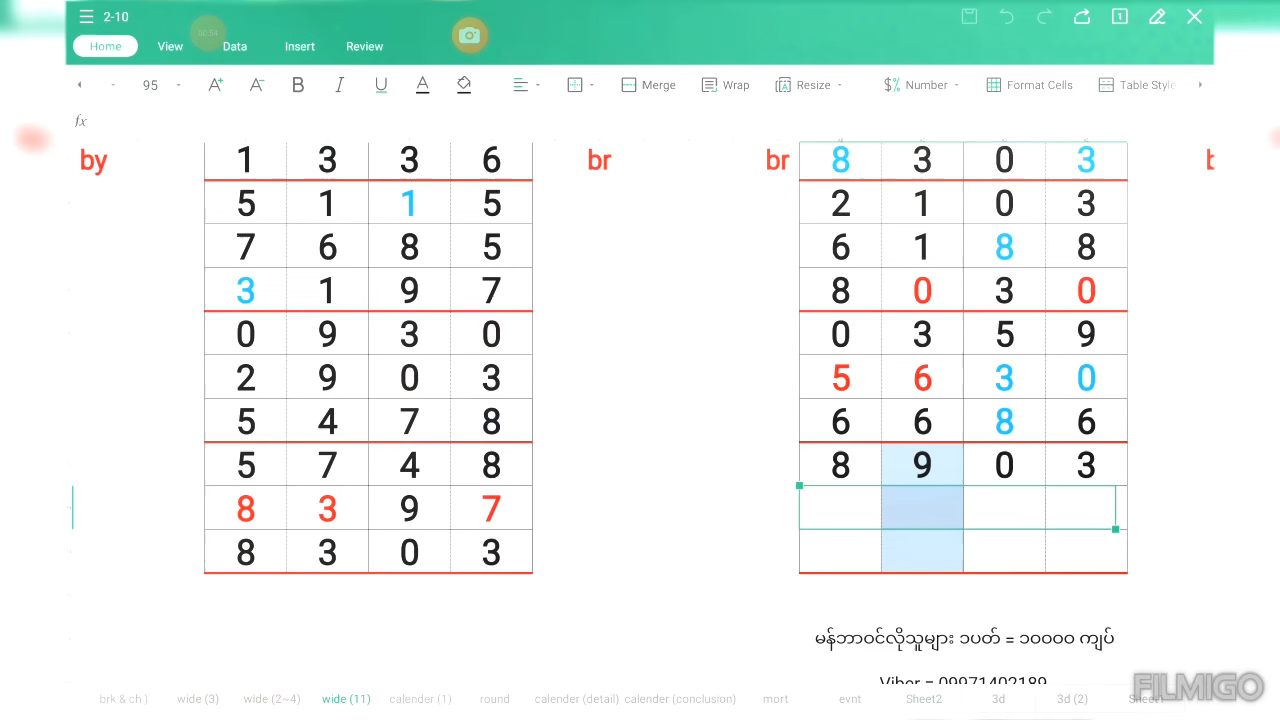 2-10
00:54
Home View Data Insert Review
95 A+ A- B I U A Merge Wrap Resize $% Number Format Cells Table Style
fx
by 1 3 3 6 br br 8 3 0 3
5 1 1 5 2 1 0 3
7 6 8 5 6 1 8 8
3 1 9 7 8 0 3 0
0 9 3 0 0 3 5 9
2 9 0 3 5 6 3 0
5 4 7 8 6 6 8 6
5 7 4 8 8 9 0 3
8 3 9 7
8 3 0 3
မန်ဘာဝင်လိုသူများ ၁ပတ် = ၁၀၀၀၀ ကျပ်
Viber = 09971402189
brk & ch ) wide (3) wide (2~4) wide (11) calender (1) round calender (detail) calender (conclusion) mort evnt Sheet2 3d 3d (2)
FILMIGO